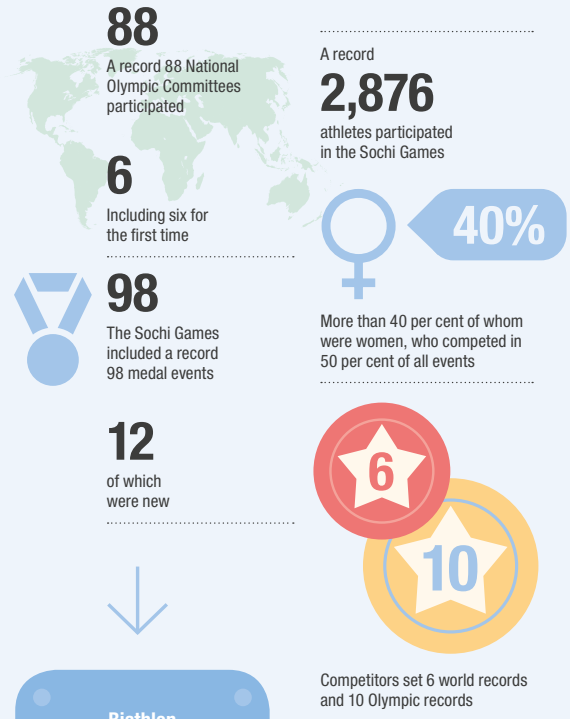 88
A record 88 National
Olympic Committees
participated
6
Including six for
the first time
98
The Sochi Games
included a record
98 medal events
12
of which
were new
Biathlon
A record
2,876
athletes participated
in the Sochi Games
40%
More than 40 per cent of whom
were women, who competed in
50 per cent of all events
6
10
Competitors set 6 world records
and 10 Olympic records